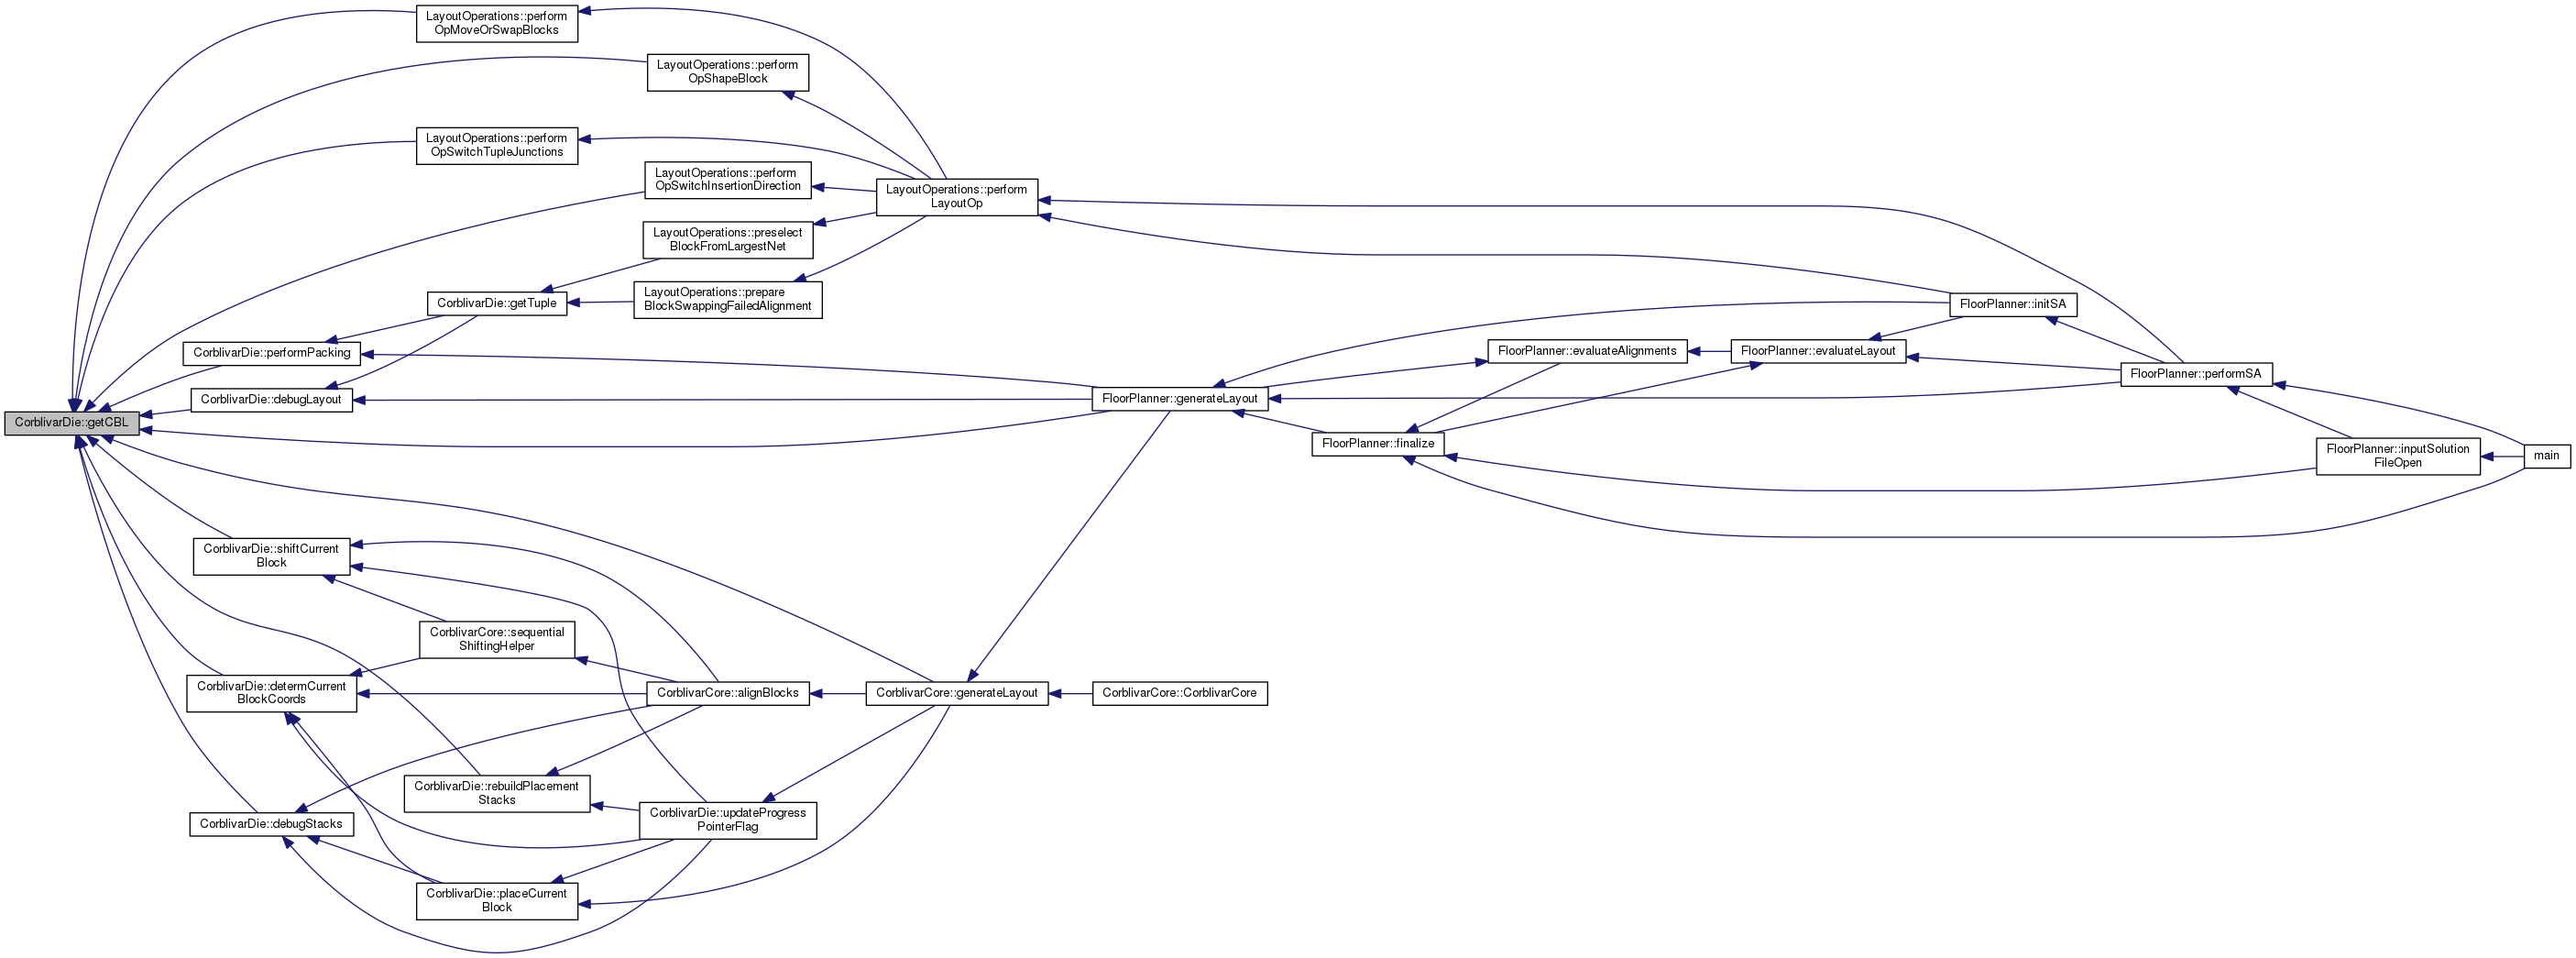 LayoutOperations::perform
OpMoveOrSwapBlocks
LayoutOperations::perform
OpShapeBlock
LayoutOperations::perform
OpSwitchTupleJunctions
LayoutOperations::perform
OpSwitchInsertionDirection
LayoutOperations::perform
LayoutOp
LayoutOperations::preselect
BlockFromLargestNet
LayoutOperations::prepare
BlockSwappingFailedAlignment
CorblivarDie::getTuple
FloorPlanner::initSA
CorblivarDie::performPacking
FloorPlanner::evaluateAlignments
FloorPlanner::evaluateLayout
FloorPlanner::performSA
CorblivarDie::debugLayout
FloorPlanner::generateLayout
CorblivarDie::getCBL
FloorPlanner::finalize
FloorPlanner::inputSolution
FileOpen
main
CorblivarDie::shiftCurrent
Block
CorblivarCore::sequential
ShiftingHelper
CorblivarDie::determCurrent
BlockCoords
CorblivarCore::alignBlocks
CorblivarCore::generateLayout
CorblivarCore::CorblivarCore
CorblivarDie::rebuildPlacement
Stacks
CorblivarDie::debugStacks
CorblivarDie::updateProgress
PointerFlag
CorblivarDie::placeCurrent
Block